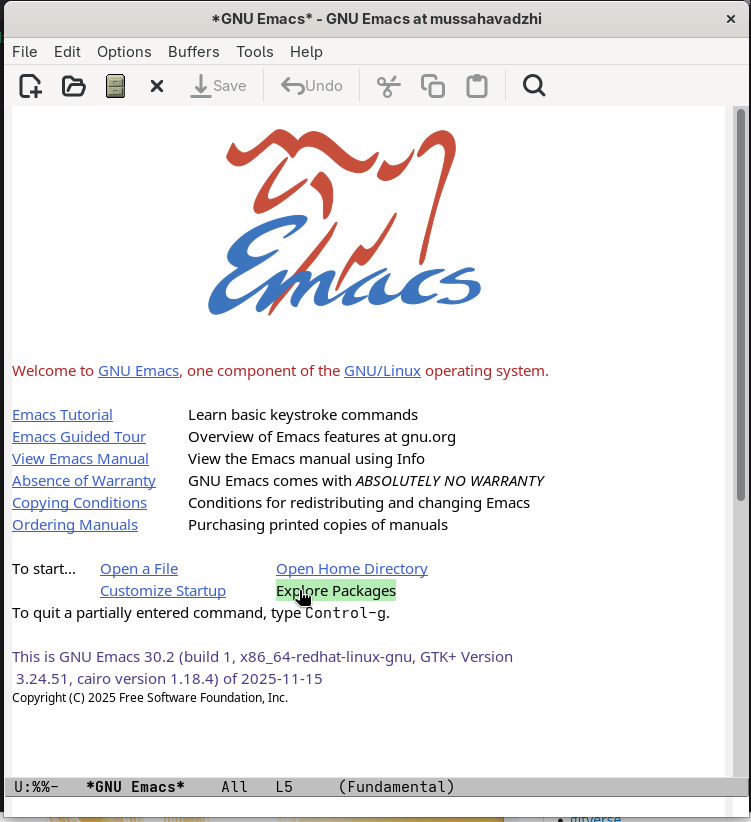 *GNU Emacs* - GNU Emacs at mussahavadzhi
File Edit Options Buffers Tools Help
Save Undo
Emacs
Welcome to GNU Emacs, one component of the GNU/Linux operating system.
Emacs Tutorial Learn basic keystroke commands
Emacs Guided Tour Overview of Emacs features at gnu.org
View Emacs Manual View the Emacs manual using Info
Absence of Warranty GNU Emacs comes with ABSOLUTELY NO WARRANTY
Copying Conditions Conditions for redistributing and changing Emacs
Ordering Manuals Purchasing printed copies of manuals
To start... Open a File Open Home Directory
Customize Startup Explore Packages
To quit a partially entered command, type Control-g.
This is GNU Emacs 30.2 (build 1, x86_64-redhat-linux-gnu, GTK+ Version
3.24.51, cairo version 1.18.4) of 2025-11-15
Copyright (C) 2025 Free Software Foundation, Inc.
U:%%- *GNU Emacs* All L5 (Fundamental)